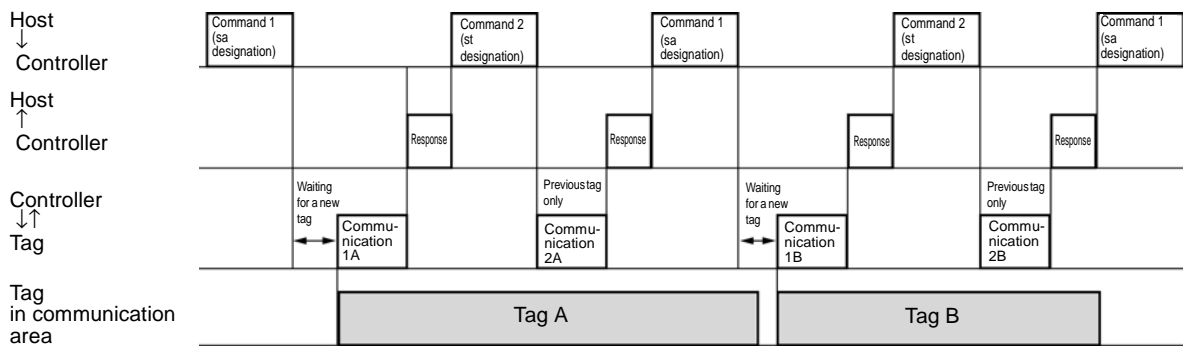 Host
↓
Controller
Command 1
(sa
designation)
Command 2
(st
designation)
Command 1
(sa
designation)
Command 2
(st
designation)
Command 1
(sa
designation)
Host
↑
Controller
Response
Response
Response
Response
Controller
↓↑
Tag
Waiting
for a new
tag
Commu-
nication
1A
Previous tag
only
Commu-
nication
2A
Waiting
for a new
tag
Commu-
nication
1B
Previous tag
only
Commu-
nication
2B
Tag
in communication
area
Tag A
Tag B